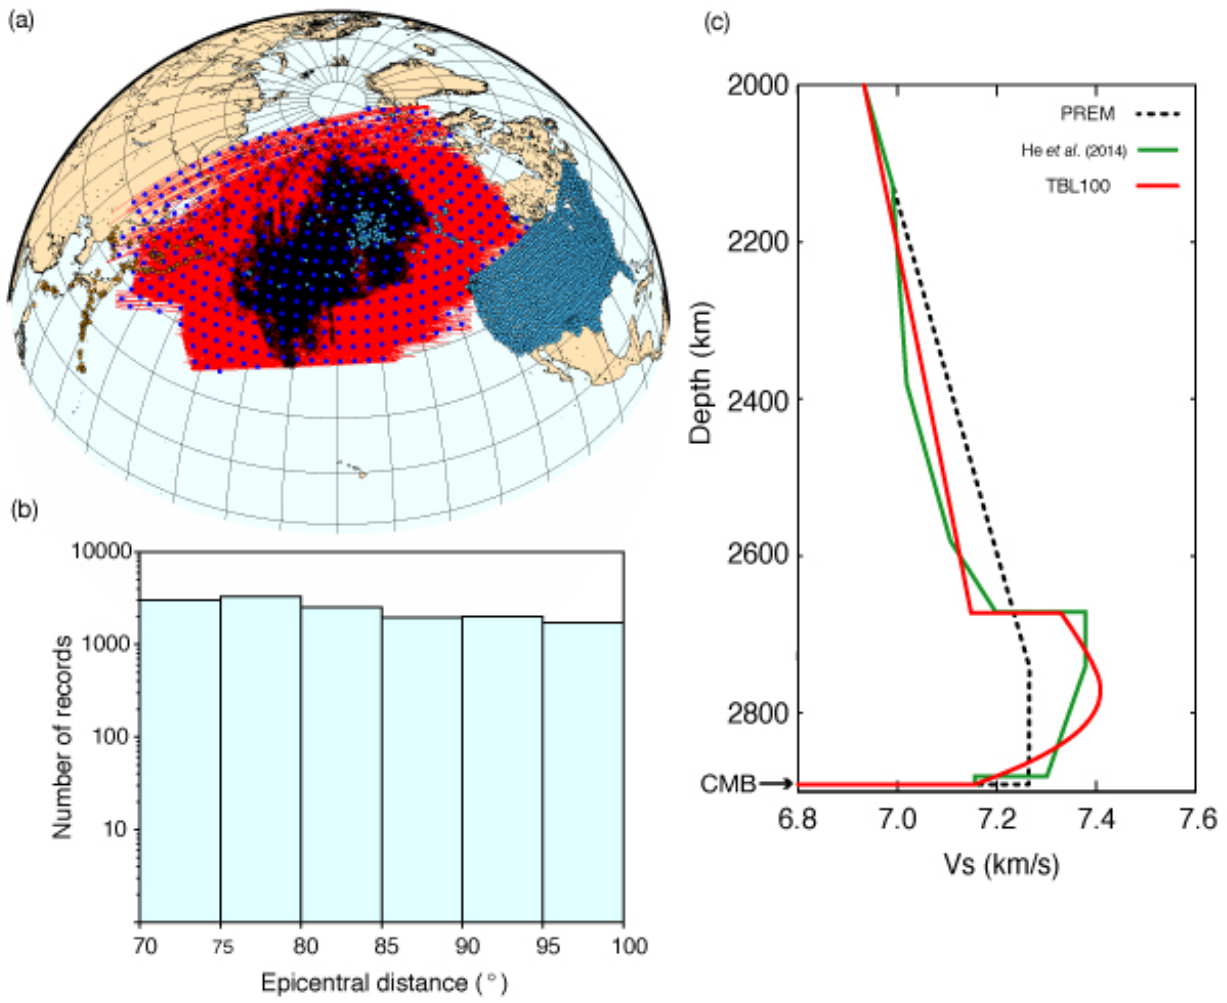 (a)
(b)
10000
1000
100
10
Number of records
70 75 80 85 90 95 100
Epicentral distance (°)
(c)
PREM
He et al. (2014)
TBL100
2000
2200
2400
2600
2800
CMB→
Depth (km)
6.8 7.0 7.2 7.4 7.6
Vs (km/s)